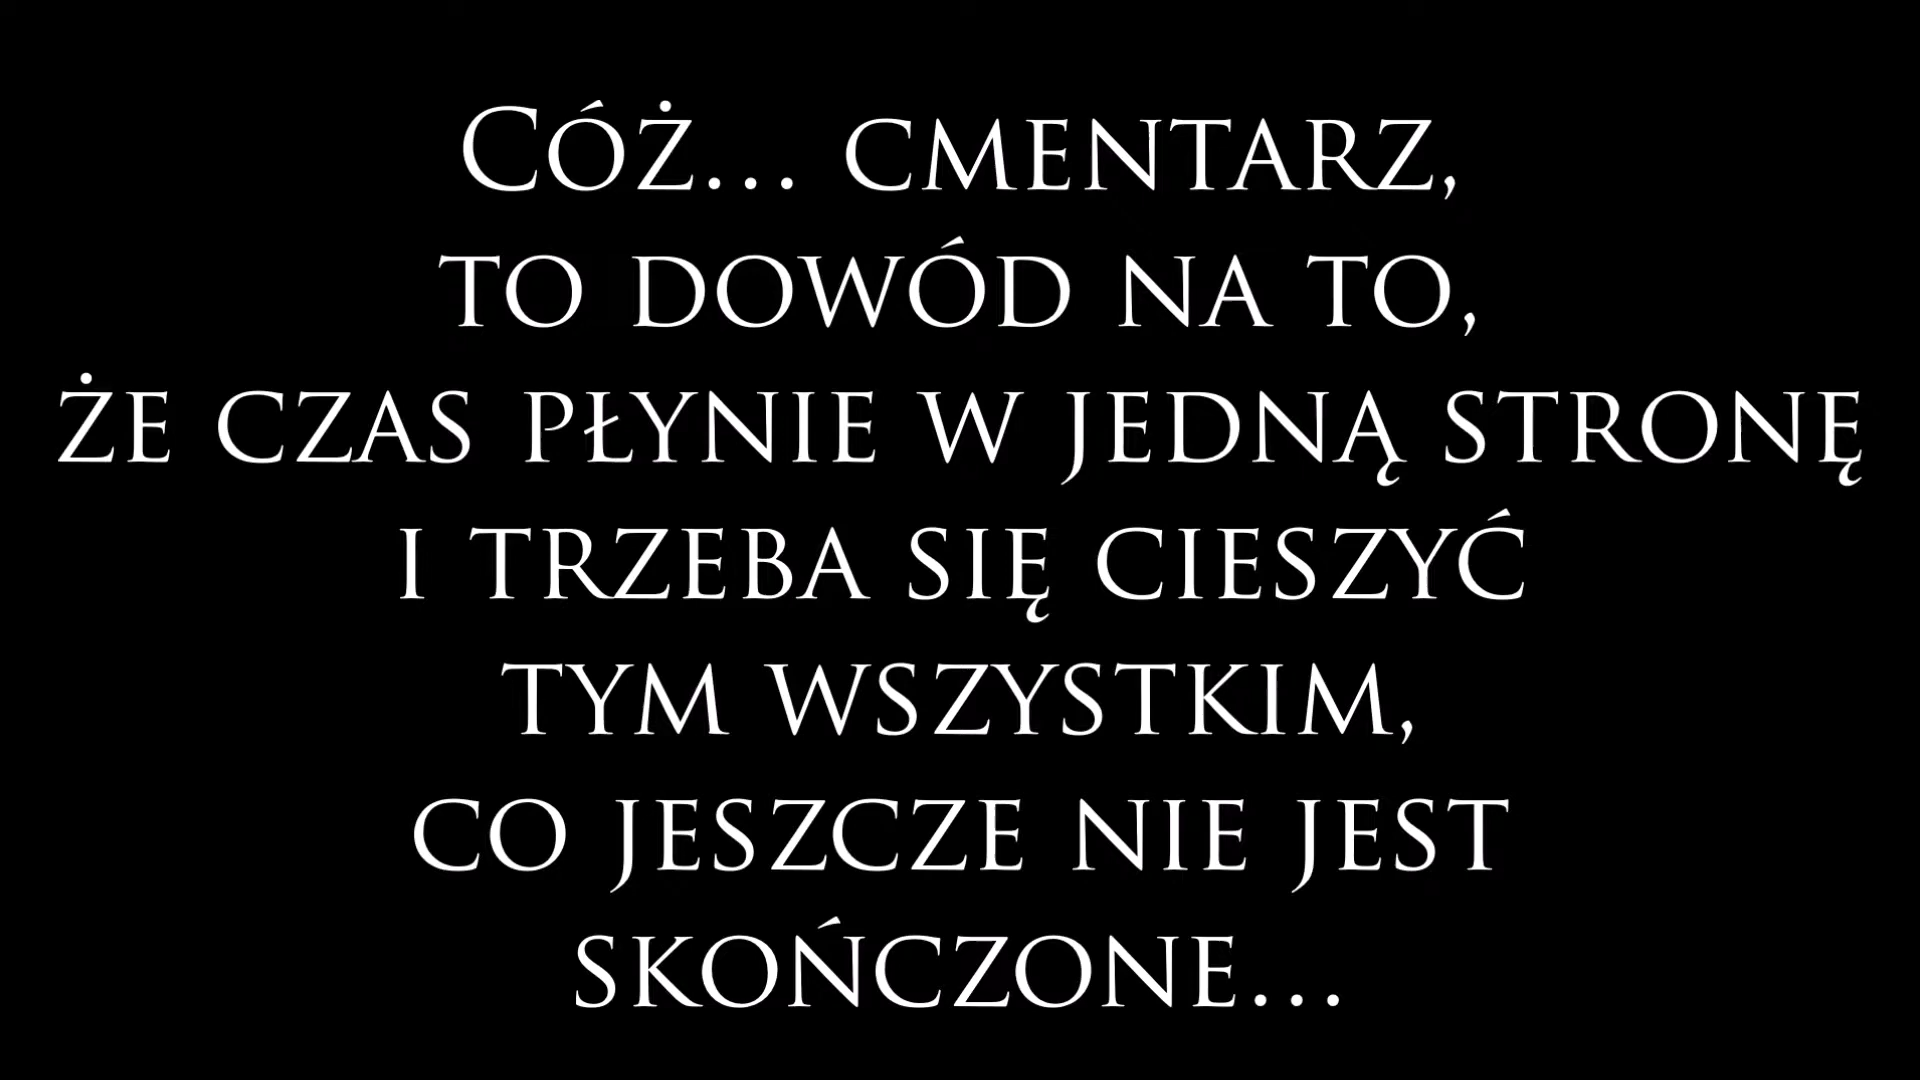 Cóż... cmentarz,
to dowód na to,
że czas płynie w jedną stronę
i trzeba się cieszyć
tym wszystkim,
co jeszcze nie jest
skończone...